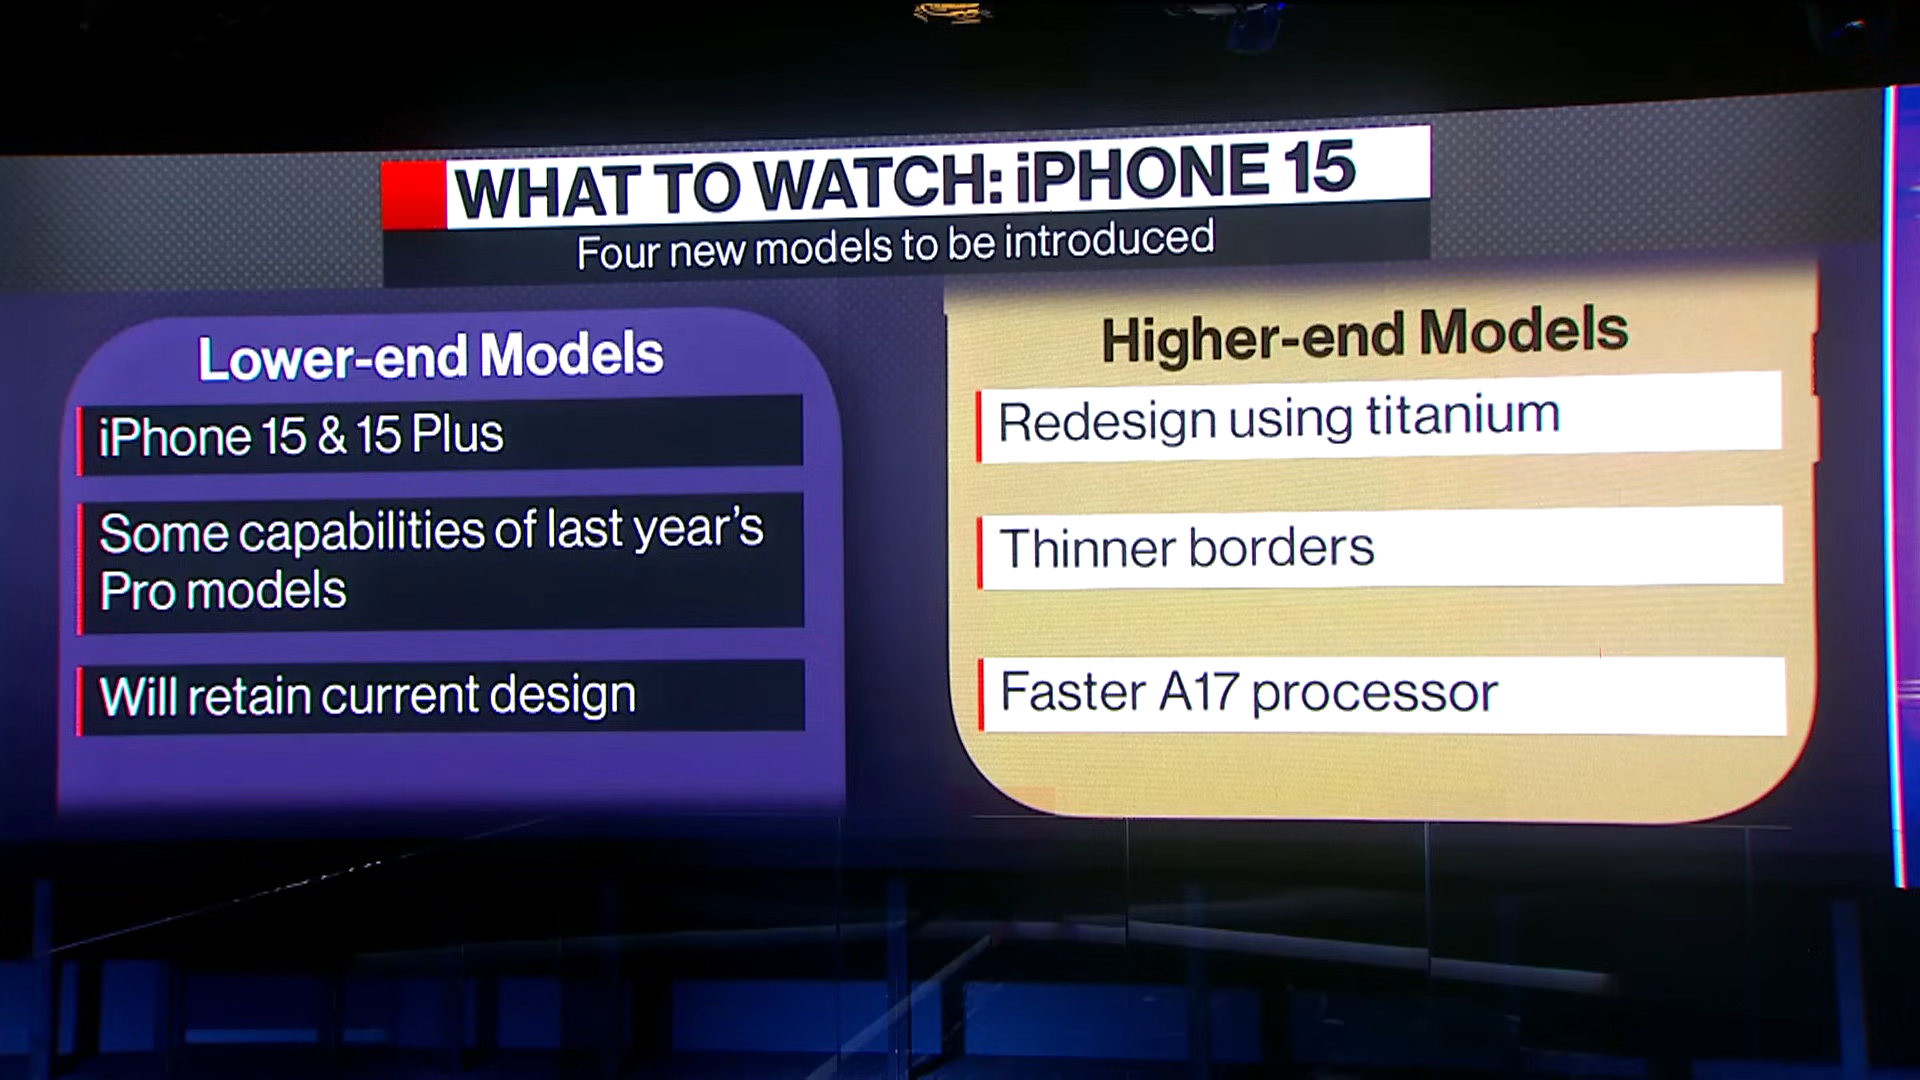 WHAT TO WATCH: iPHONE 15
Four new models to be introduced
Lower-end Models
iPhone 15 & 15 Plus
Some capabilities of last year's
Pro models
Will retain current design
Higher-end Models
Redesign using titanium
Thinner borders
Faster A17 processor